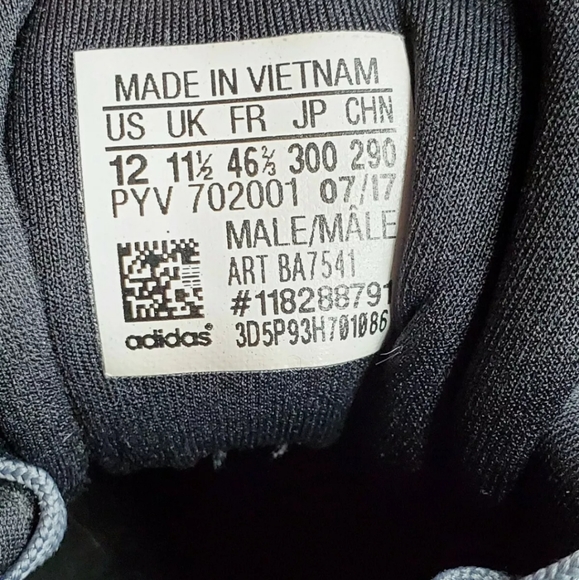 MADE IN VIETNAM
US UK FR JP CHN
12 11½ 46⅔ 300 290
PYV 702001 07/17
MALE/MÂLE
ART BA7541
#118288791
adidas® 3D5P93H701086